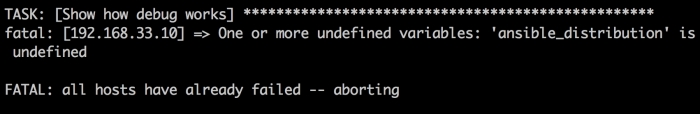 TASK: [Show how debug works] **************************************************
fatal: [192.168.33.10] => One or more undefined variables: 'ansible_distribution' is
undefined
FATAL: all hosts have already failed -- aborting